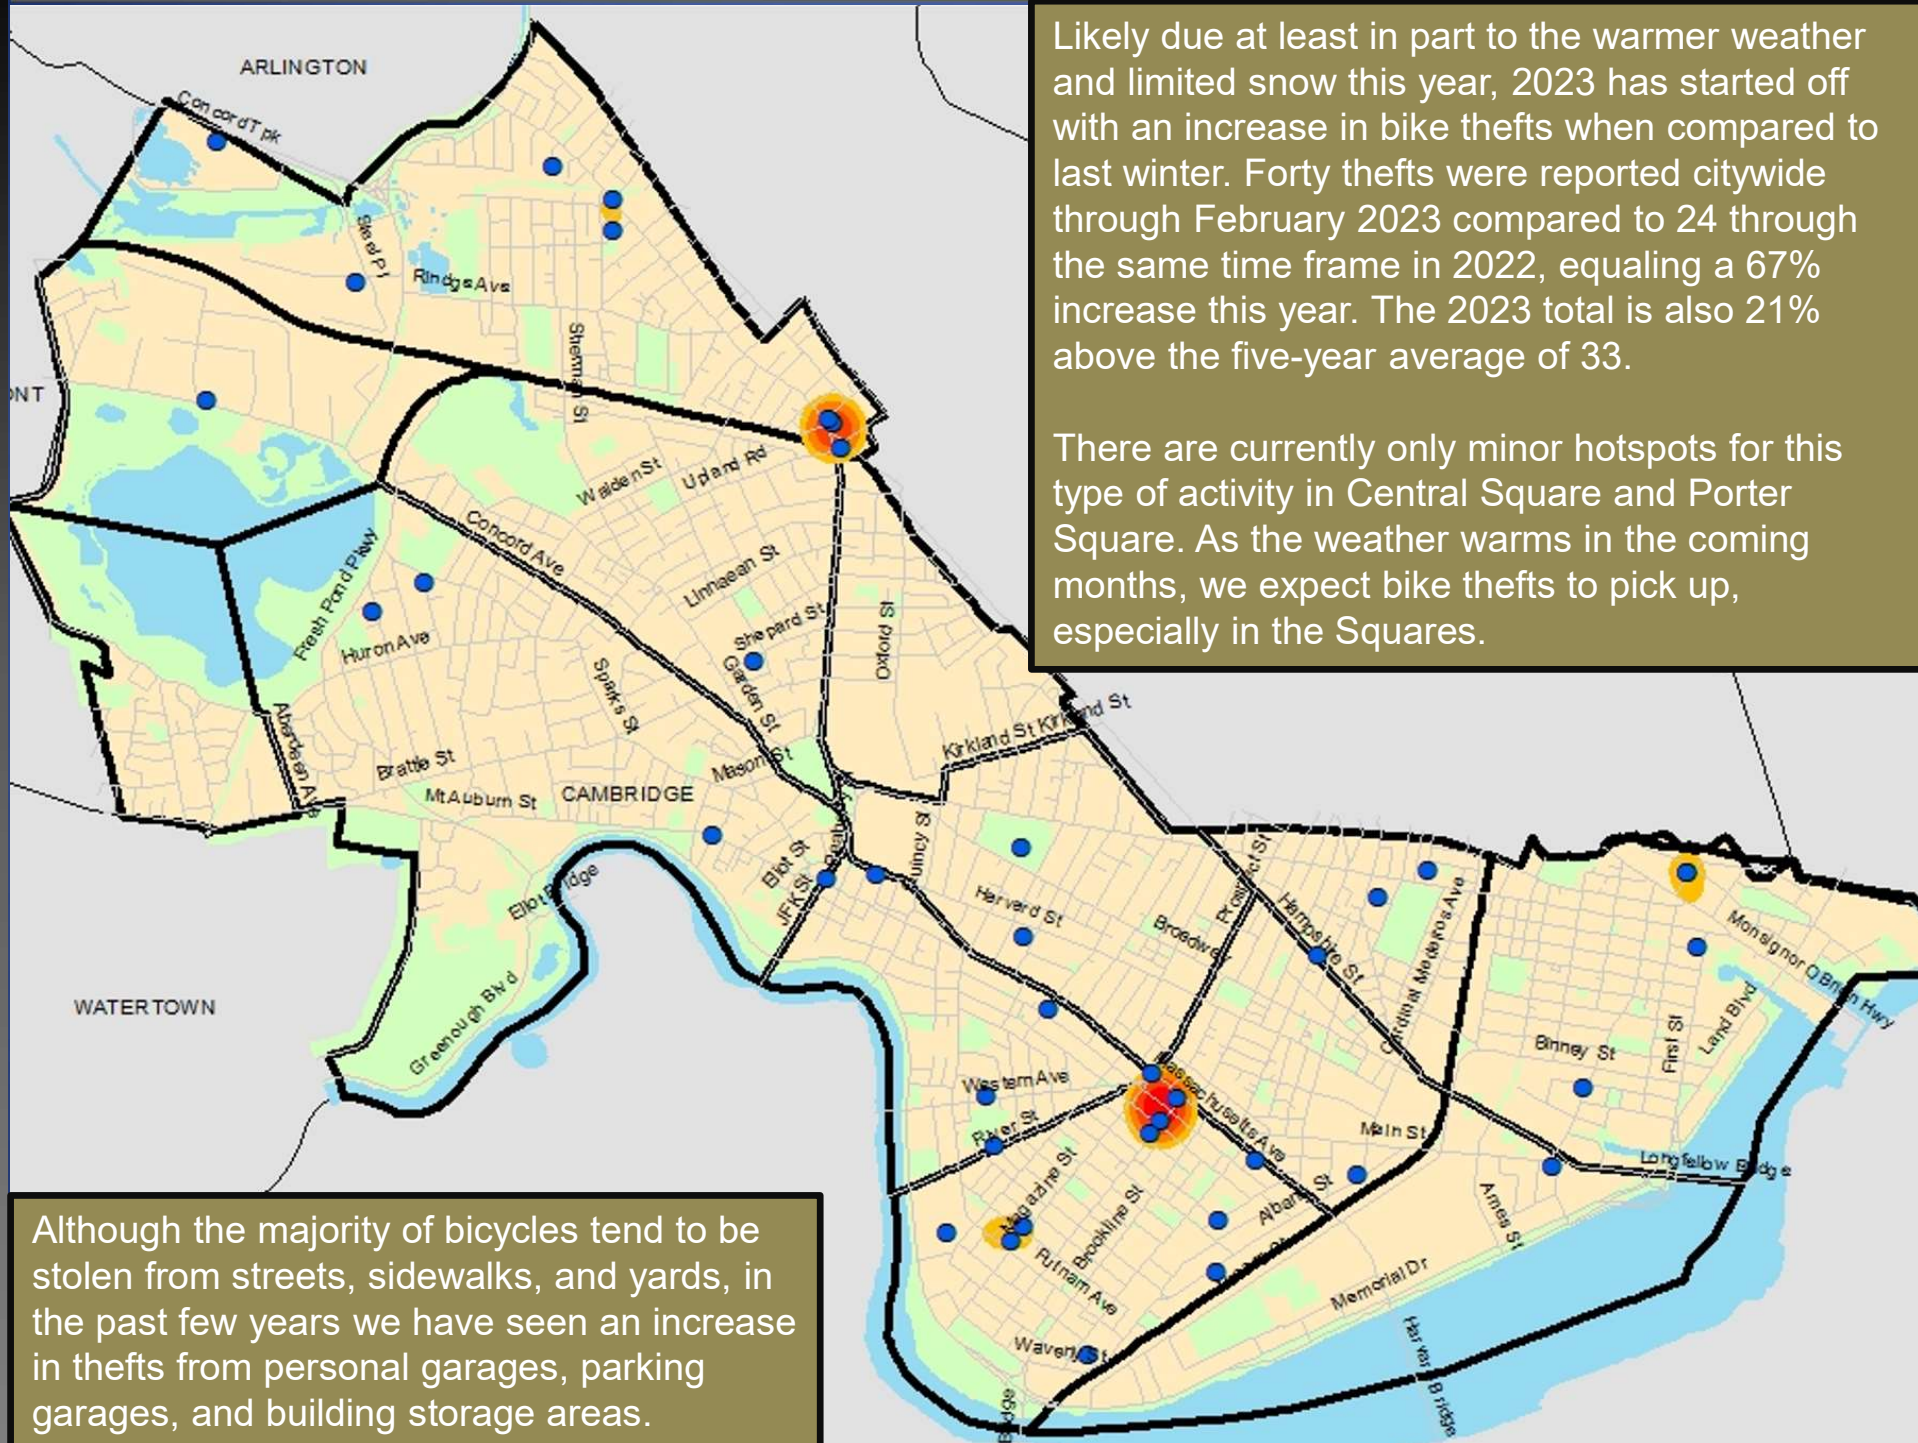 ARLINGTON
Concord Tpk
Likely due at least in part to the warmer weather
and limited snow this year, 2023 has started off
with an increase in bike thefts when compared to
last winter. Forty thefts were reported citywide
through February 2023 compared to 24 through
the same time frame in 2022, equaling a 67%
increase this year. The 2023 total is also 21%
above the five-year average of 33.
There are currently only minor hotspots for this
type of activity in Central Square and Porter
Square. As the weather warms in the coming
months, we expect bike thefts to pick up,
especially in the Squares.
Steel Pl
Rindge Ave
Sherman St
ONT
Walden St
Upland Rd
Concord Ave
Fresh Pond Pkwy
Linnaean St
Shepard St
Oxford St
Huron Ave
Garden St
Sparks St
Aberdeen Ave
Kirkland St
Kirkland St
Brattle St
Mason St
Mt Auburn St
CAMBRIDGE
Eliot St
JFK St
Quincy St
Eliot Bridge
Harvard St
Broadway
Prospect St
Hampshire St
Cardinal Medeiros Ave
Monsignor O'Brien Hwy
WATERTOWN
Greenough Blvd
Land Blvd
First St
Binney St
Western Ave
Massachusetts Ave
River St
Main St
Longfellow Bridge
Magazine St
Brookline St
Albany St
Ames St
Putnam Ave
Memorial Dr
Waverly St
Harvard Bridge
Although the majority of bicycles tend to be
stolen from streets, sidewalks, and yards, in
the past few years we have seen an increase
in thefts from personal garages, parking
garages, and building storage areas.